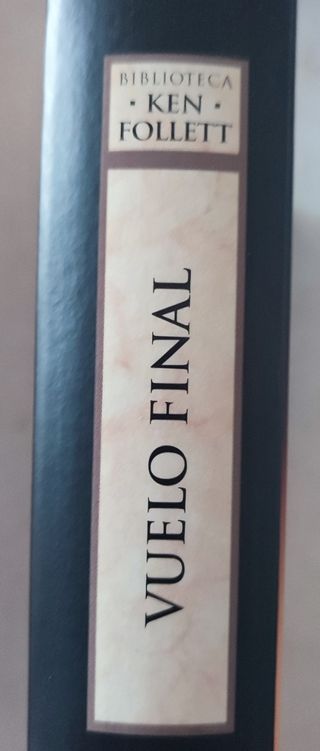 BIBLIOTECA
· KEN ·
FOLLETT
VUELO FINAL